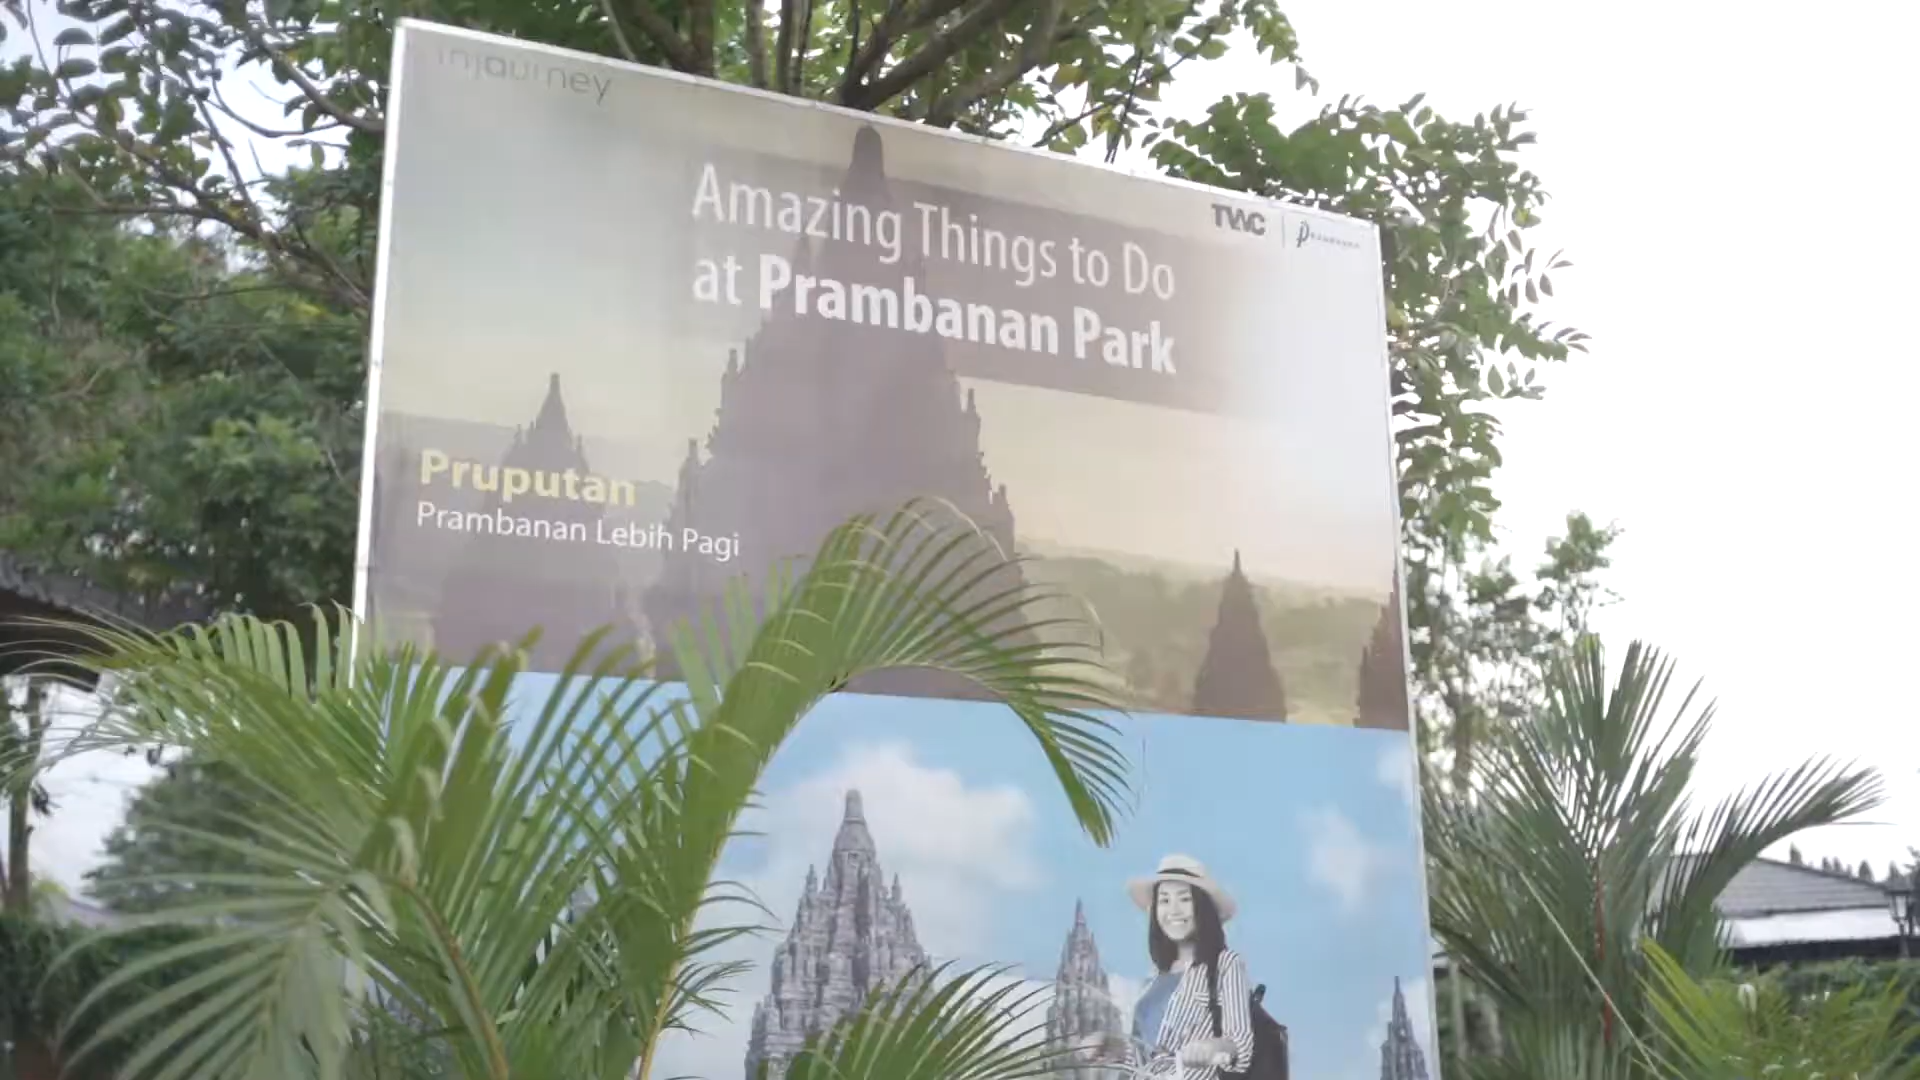 injourney
TWC
Amazing Things to Do
at Prambanan Park
Pruputan
Prambanan Lebih Pagi